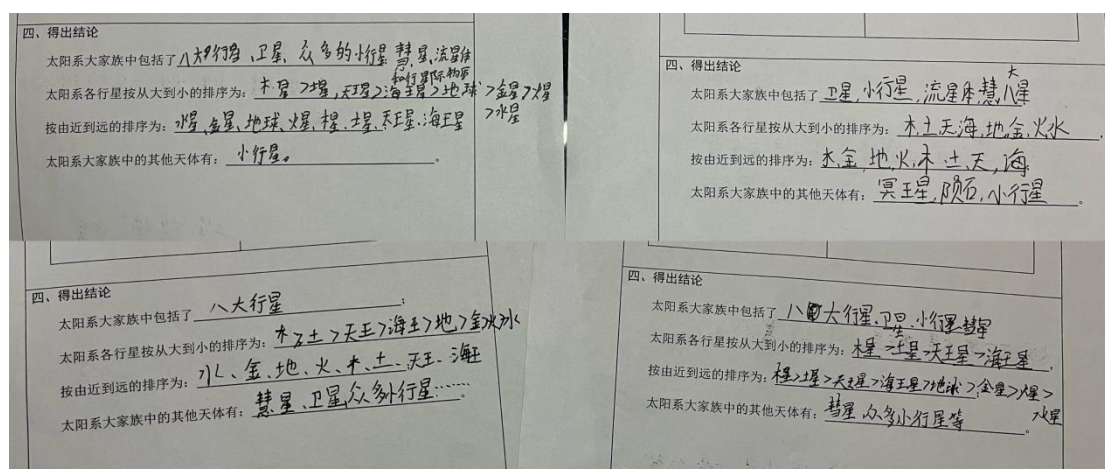 四、得出结论
太阳系大家族中包括了八大行星、卫星、众多的小行星、彗星、流星体
和行星际物质
太阳系各行星按从大到小的排序为:木星>土星>天王星>海王星>地球>金星>火星
>水星
按由近到远的排序为:水星、金星、地球、火星、木星、土星、天王星、海王星
太阳系大家族中的其他天体有:小行星。。
四、得出结论
太阳系大家族中包括了卫星,小行星,流星体,慧八大星
太阳系各行星按从大到小的排序为:木土天海,地金,火水.
按由近到远的排序为:水,金,地,火,木,土,天,海
太阳系大家族中的其他天体有:冥王星,陨石,小行星。
四、得出结论
太阳系大家族中包括了八大行星;
太阳系各行星按从大到小的排序为:木>土>天王>海王>地>金>火>水
按由近到远的排序为:水、金、地、火、木、土、天王、海王
太阳系大家族中的其他天体有:慧星、卫星,众多小行星……。
四、得出结论
太阳系大家族中包括了八大行星、卫星、小行星、彗星
太阳系各行星按从大到小的排序为:木星>土星>天王星>海王星.
按由近到远的排序为:木星>土星>天王星>海王星>地球>金星>火星>
水星
太阳系大家族中的其他天体有:彗星,众多小行星等。